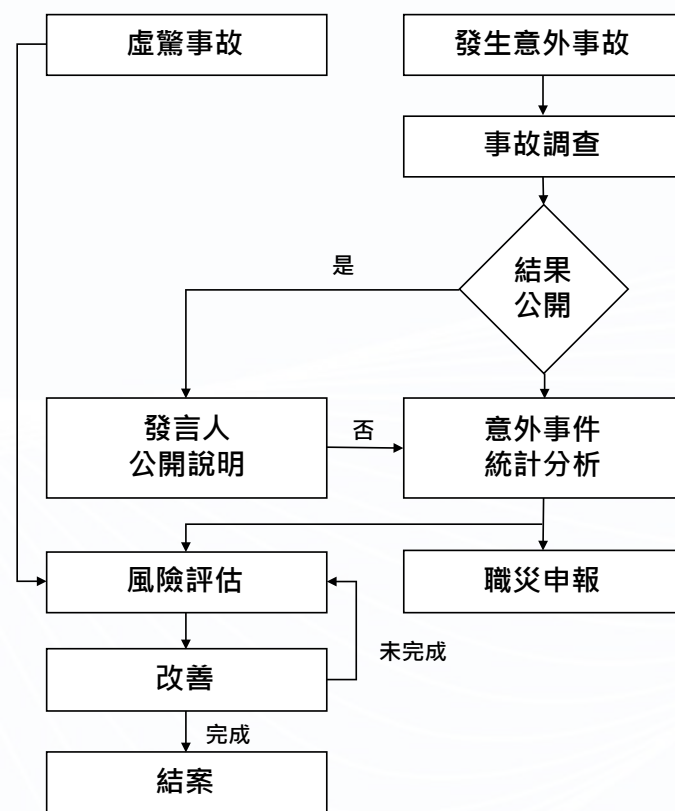 虛驚事故
發生意外事故
事故調查
結果
公開
是
發言人
公開說明
否
意外事件
統計分析
風險評估
職災申報
未完成
改善
完成
結案